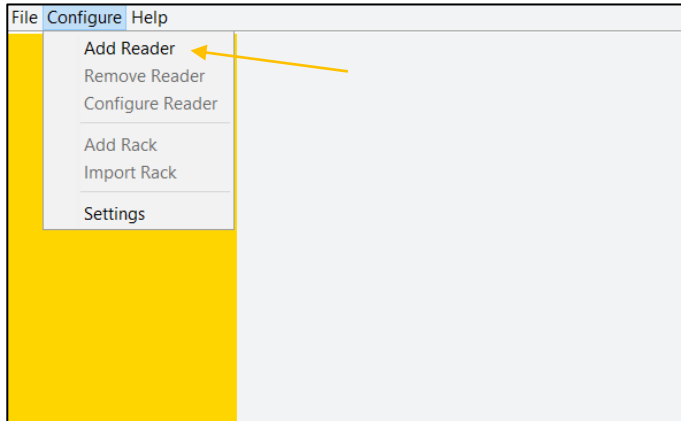 File Configure Help
Add Reader
Remove Reader
Configure Reader
Add Rack
Import Rack
Settings